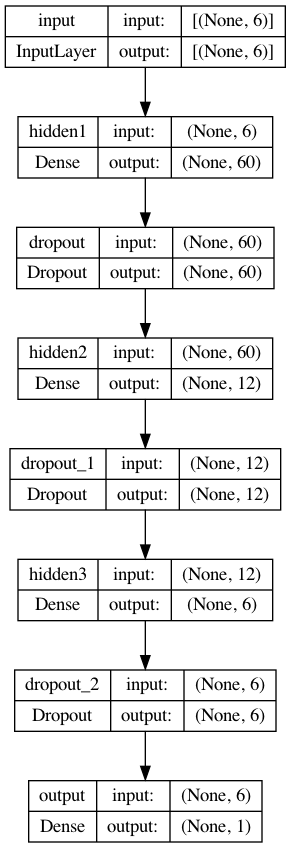 input input: [(None, 6)]
InputLayer output: [(None, 6)]
hidden1 input: (None, 6)
Dense output: (None, 60)
dropout input: (None, 60)
Dropout output: (None, 60)
hidden2 input: (None, 60)
Dense output: (None, 12)
dropout_1 input: (None, 12)
Dropout output: (None, 12)
hidden3 input: (None, 12)
Dense output: (None, 6)
dropout_2 input: (None, 6)
Dropout output: (None, 6)
output input: (None, 6)
Dense output: (None, 1)